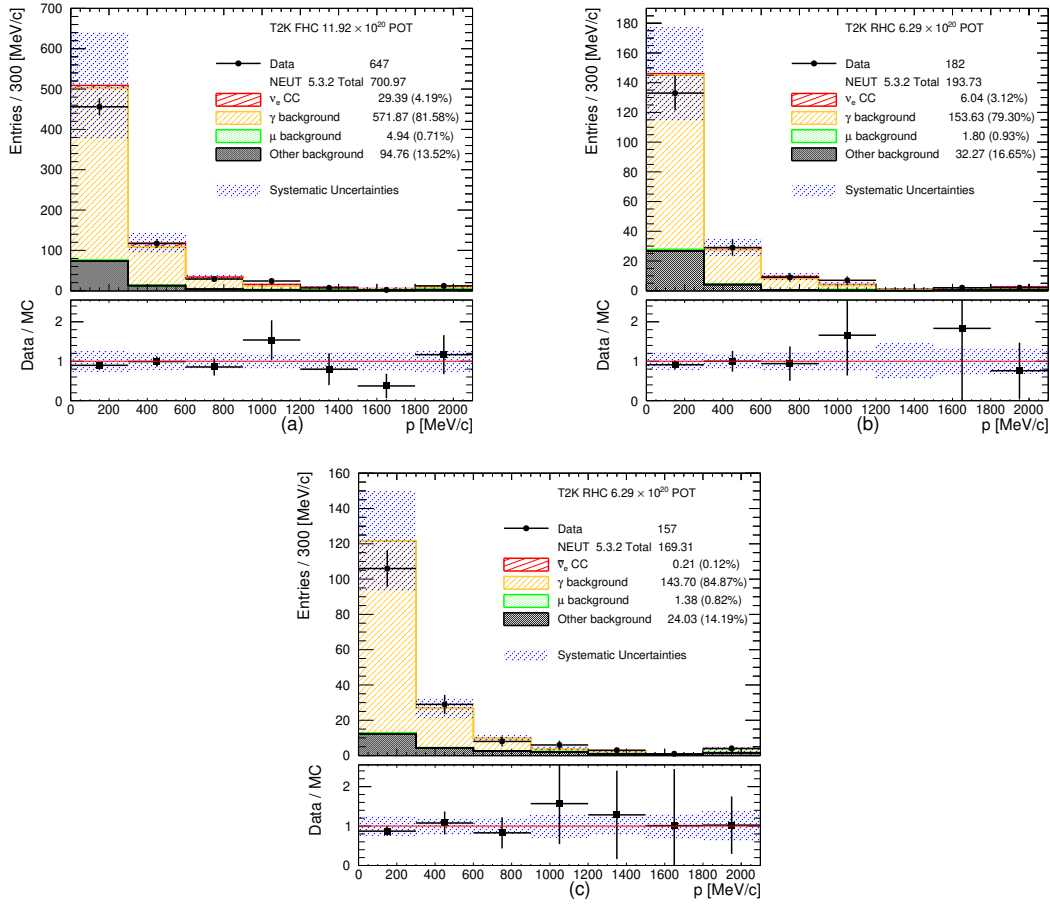 T2K FHC 11.92 × 10²⁰ POT
Data 647
NEUT 5.3.2 Total 700.97
νₑ CC 29.39 (4.19%)
γ background 571.87 (81.58%)
μ background 4.94 (0.71%)
Other background 94.76 (13.52%)
Systematic Uncertainties
Entries / 300 [MeV/c]
700
600
500
400
300
200
100
0
Data / MC
2
1
0
0 200 400 600 800 1000 1200 1400 1600 1800 2000
p [MeV/c]
(a)
T2K RHC 6.29 × 10²⁰ POT
Data 182
NEUT 5.3.2 Total 193.73
νₑ CC 6.04 (3.12%)
γ background 153.63 (79.30%)
μ background 1.80 (0.93%)
Other background 32.27 (16.65%)
Systematic Uncertainties
Entries / 300 [MeV/c]
180
160
140
120
100
80
60
40
20
0
Data / MC
2
1
0
0 200 400 600 800 1000 1200 1400 1600 1800 2000
p [MeV/c]
(b)
T2K RHC 6.29 × 10²⁰ POT
Data 157
NEUT 5.3.2 Total 169.31
ν̅ₑ CC 0.21 (0.12%)
γ background 143.70 (84.87%)
μ background 1.38 (0.82%)
Other background 24.03 (14.19%)
Systematic Uncertainties
Entries / 300 [MeV/c]
160
140
120
100
80
60
40
20
0
Data / MC
2
1
0
0 200 400 600 800 1000 1200 1400 1600 1800 2000
p [MeV/c]
(c)